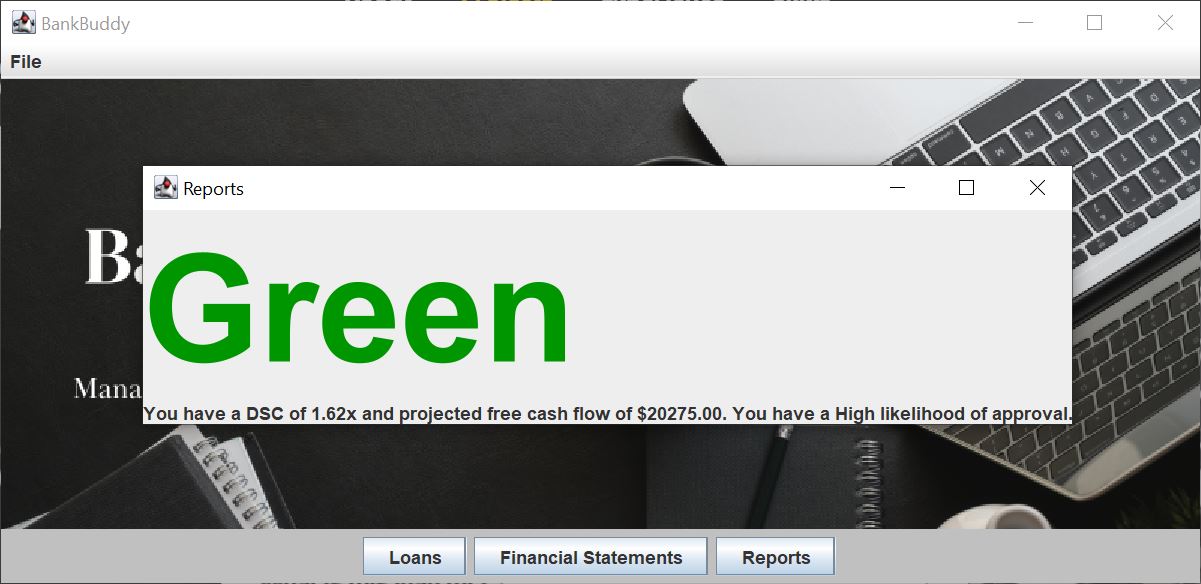 BankBuddy
File
Reports
Green
Mana
You have a DSC of 1.62x and projected free cash flow of $20275.00. You have a High likelihood of approval.
Loans
Financial Statements
Reports